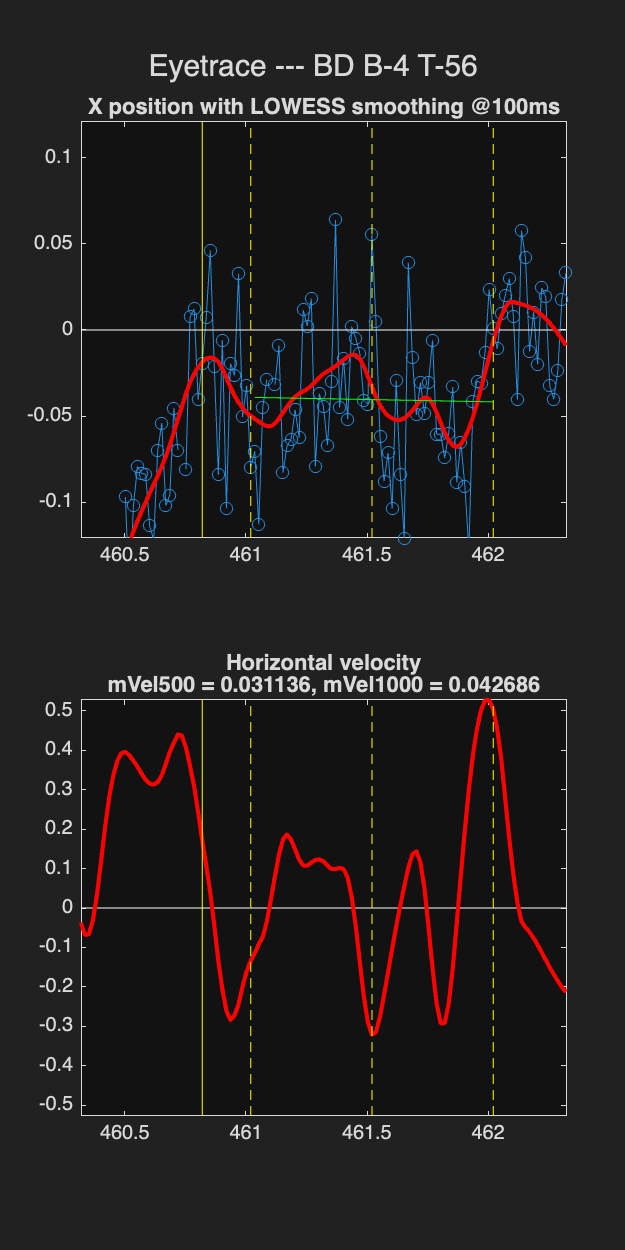 Eyetrace --- BD B-4 T-56
X position with LOWESS smoothing @100ms
0.1
0.05
0
-0.05
-0.1
460.5 461 461.5 462
Horizontal velocity
mVel500 = 0.031136, mVel1000 = 0.042686
0.5
0.4
0.3
0.2
0.1
0
-0.1
-0.2
-0.3
-0.4
-0.5
460.5 461 461.5 462